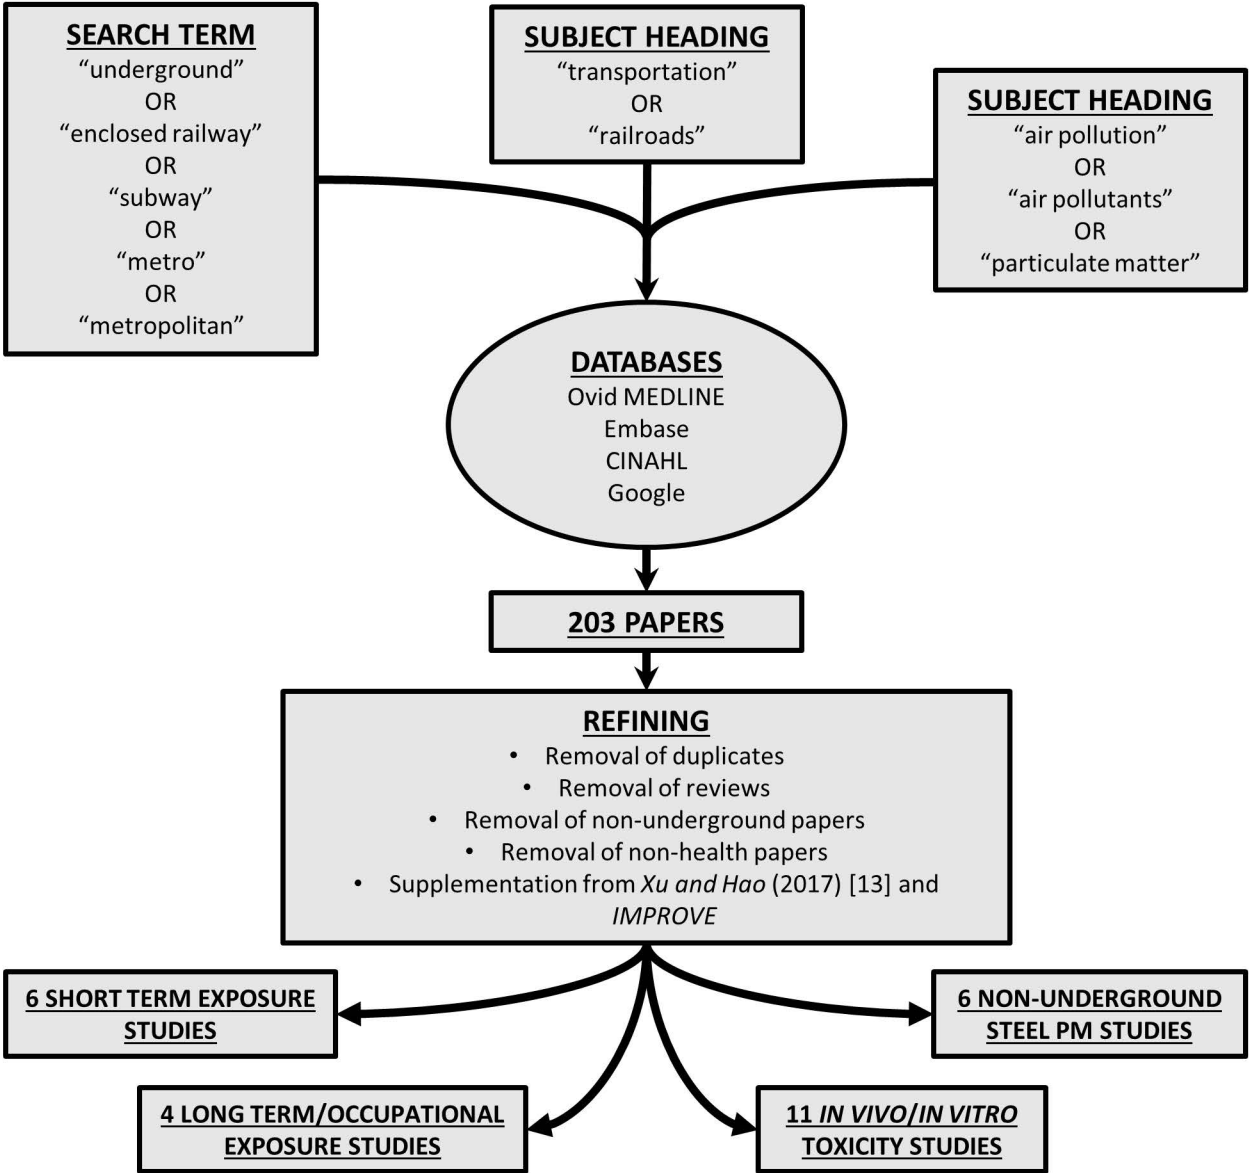 SEARCH TERM
“underground”
OR
“enclosed railway”
OR
“subway”
OR
“metro”
OR
“metropolitan”
SUBJECT HEADING
“transportation”
OR
“railroads”
SUBJECT HEADING
“air pollution”
OR
“air pollutants”
OR
“particulate matter”
DATABASES
Ovid MEDLINE
Embase
CINAHL
Google
203 PAPERS
REFINING
• Removal of duplicates
• Removal of reviews
• Removal of non-underground papers
• Removal of non-health papers
• Supplementation from Xu and Hao (2017) [13] and
IMPROVE
6 SHORT TERM EXPOSURE
STUDIES
4 LONG TERM/OCCUPATIONAL
EXPOSURE STUDIES
11 IN VIVO/IN VITRO
TOXICITY STUDIES
6 NON-UNDERGROUND
STEEL PM STUDIES